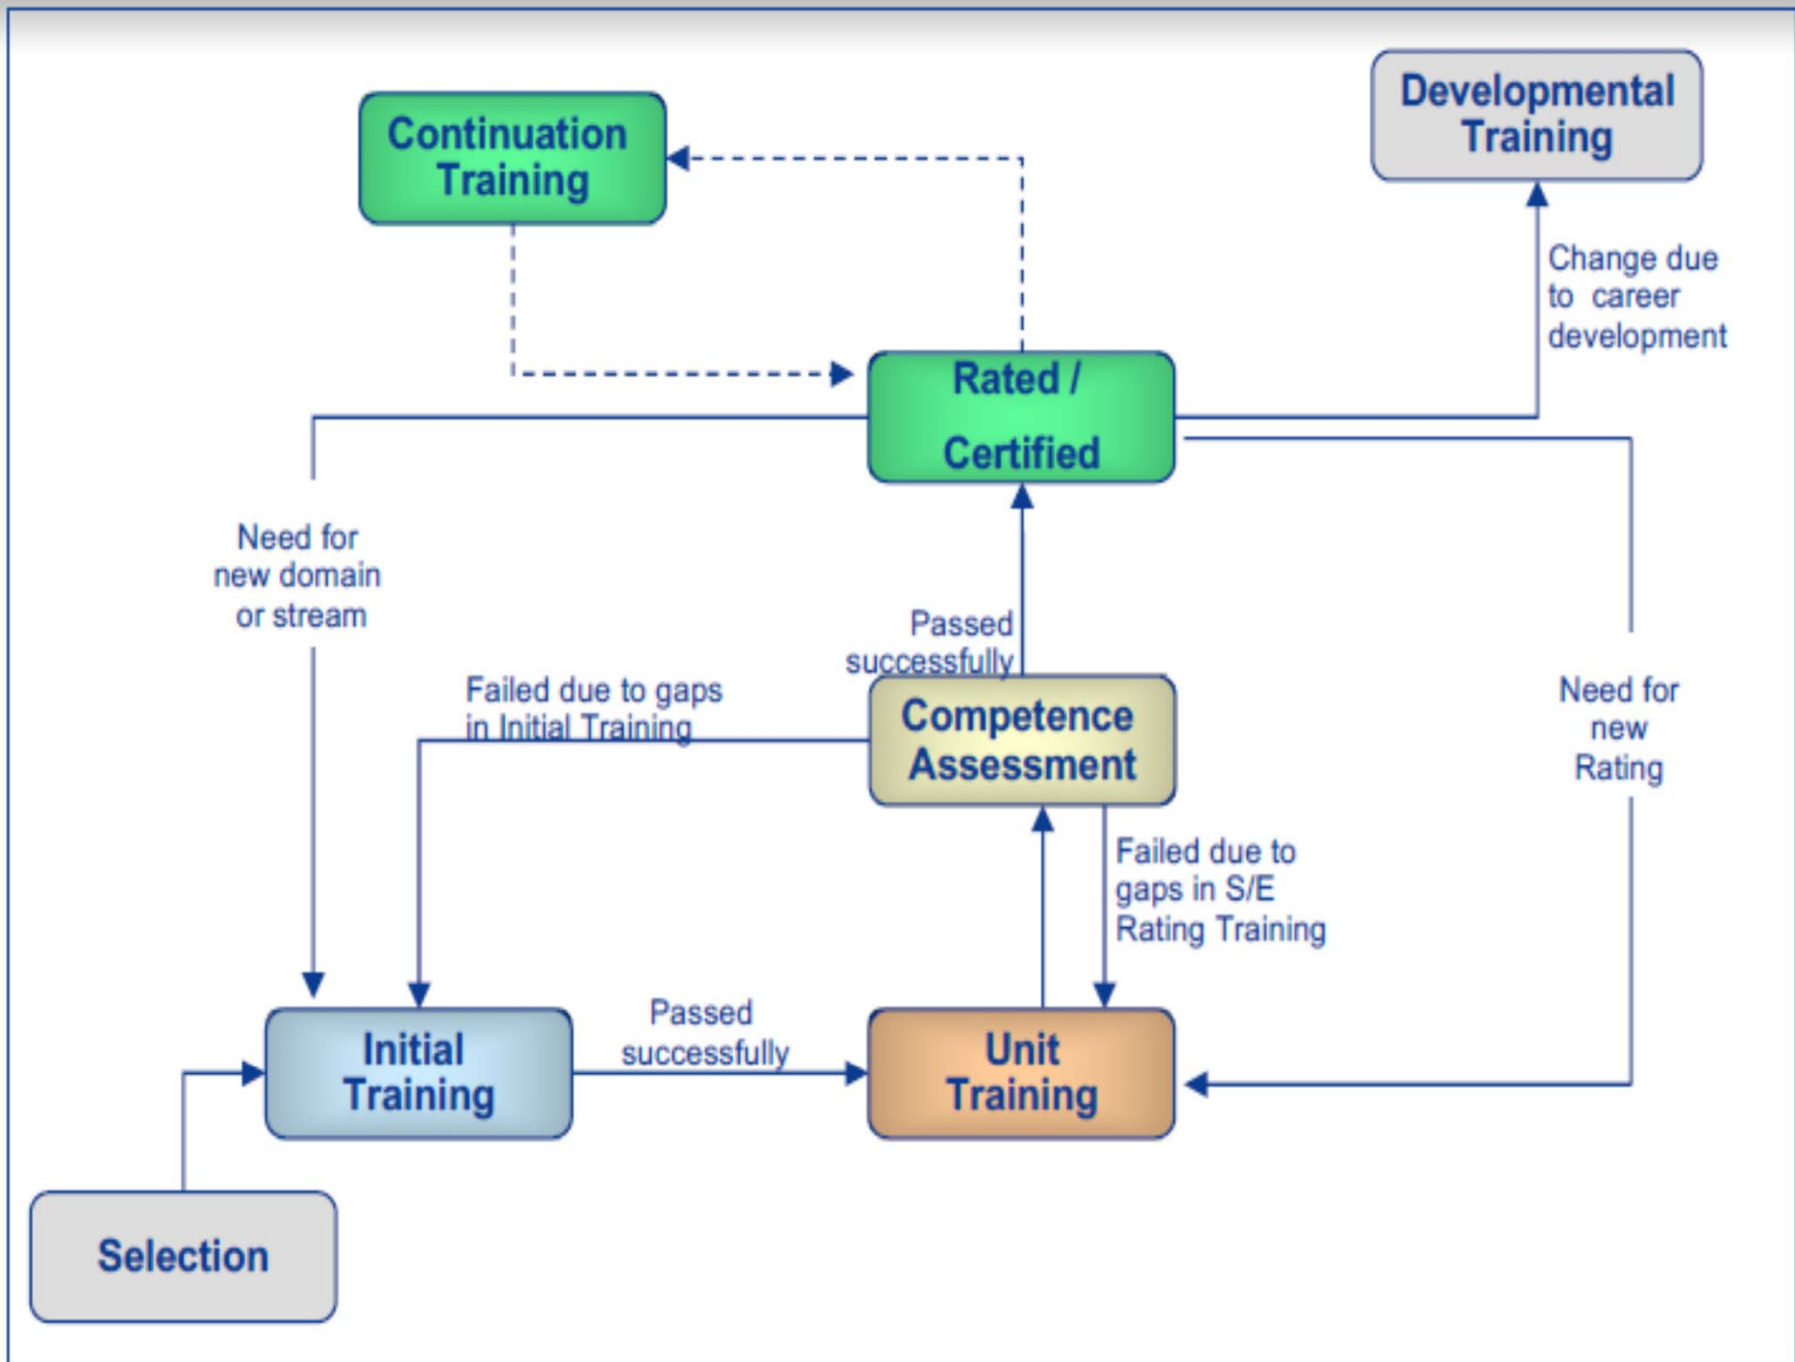 Developmental
Training
Continuation
Training
Change due
to career
development
Rated /
Certified
Need for
new domain
or stream
Passed
successfully
Failed due to gaps
in Initial Training
Competence
Assessment
Need for
new
Rating
Failed due to
gaps in S/E
Rating Training
Passed
successfully
Initial
Training
Unit
Training
Selection